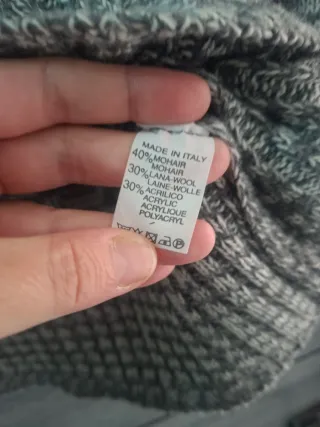 MADE IN ITALY
40% MOHAIR
MOHAIR
30% LANA-WOOL
LAINE-WOLLE
30% ACRILICO
ACRYLIC
ACRYLIQUE
POLYACRYL
P